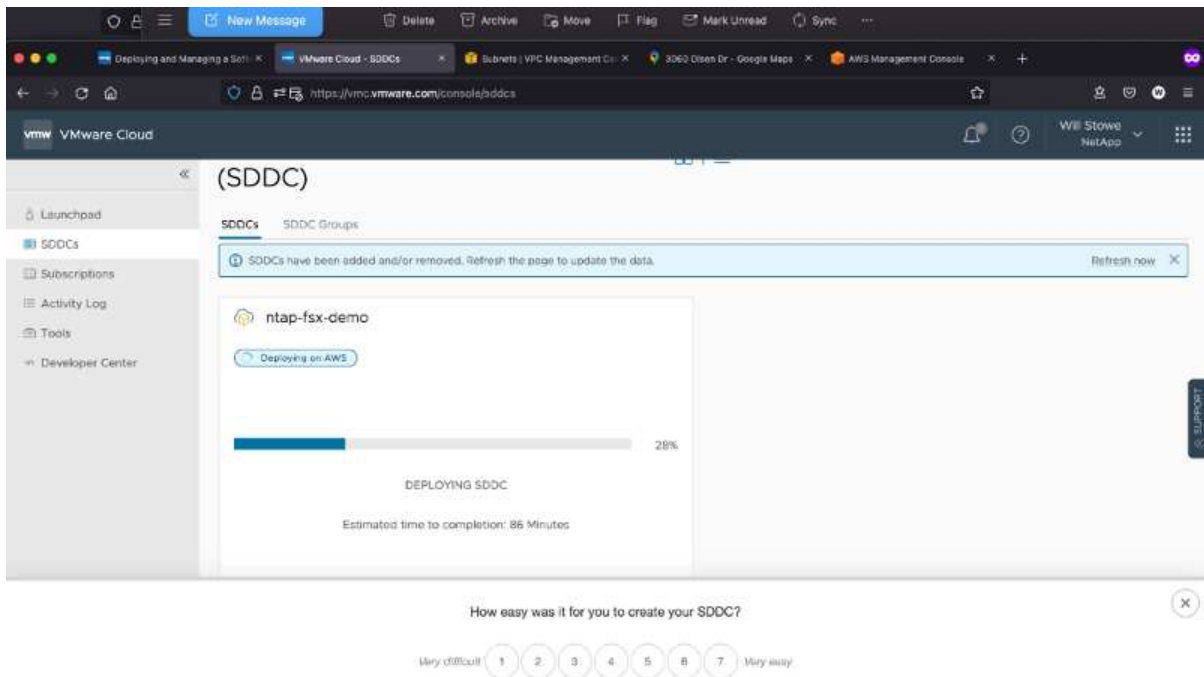 New Message Delete Archive Move Flag Mark Unread Sync ...
Deploying and Managing a Soft VMware Cloud - SDDCs Subnets | VPC Management Co 3060 Olsen Dr - Google Maps AWS Management Console
https://vmc.vmware.com/console/sddcs
vmw VMware Cloud
Will Stowe
NetApp
(SDDC)
Launchpad
SDDCs
Subscriptions
Activity Log
Tools
Developer Center
SDDCs SDDC Groups
SDDCs have been added and/or removed. Refresh the page to update the data. Refresh now
ntap-fsx-demo
Deploying on AWS
28%
DEPLOYING SDDC
Estimated time to completion: 86 Minutes
SUPPORT
How easy was it for you to create your SDDC?
Very difficult 1 2 3 4 5 6 7 Very easy